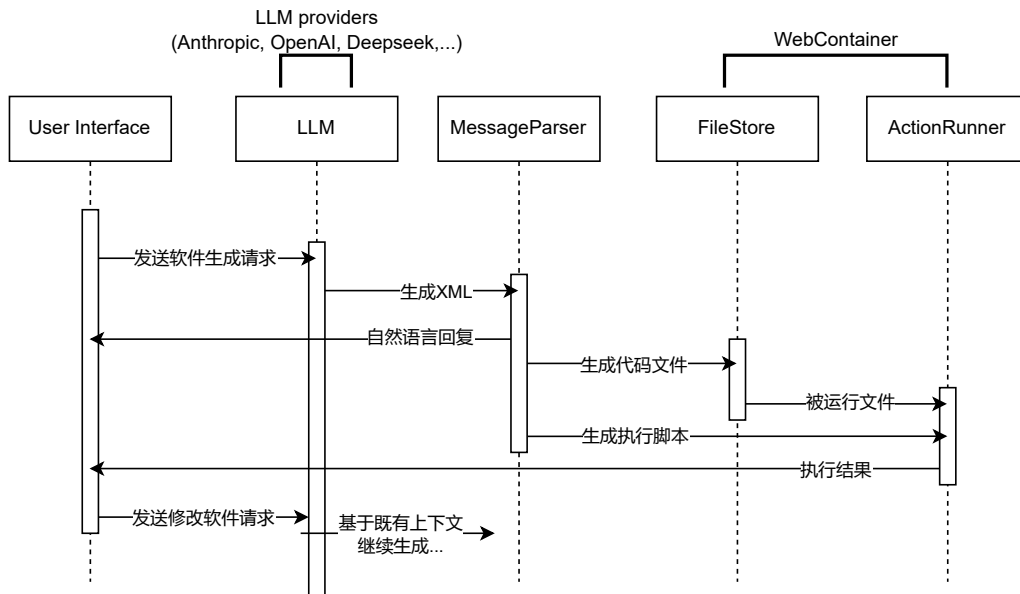 LLM providers
(Anthropic, OpenAI, Deepseek,...)
WebContainer
User Interface
LLM
MessageParser
FileStore
ActionRunner
发送软件生成请求
生成XML
自然语言回复
生成代码文件
被运行文件
生成执行脚本
执行结果
发送修改软件请求
基于既有上下文
继续生成...